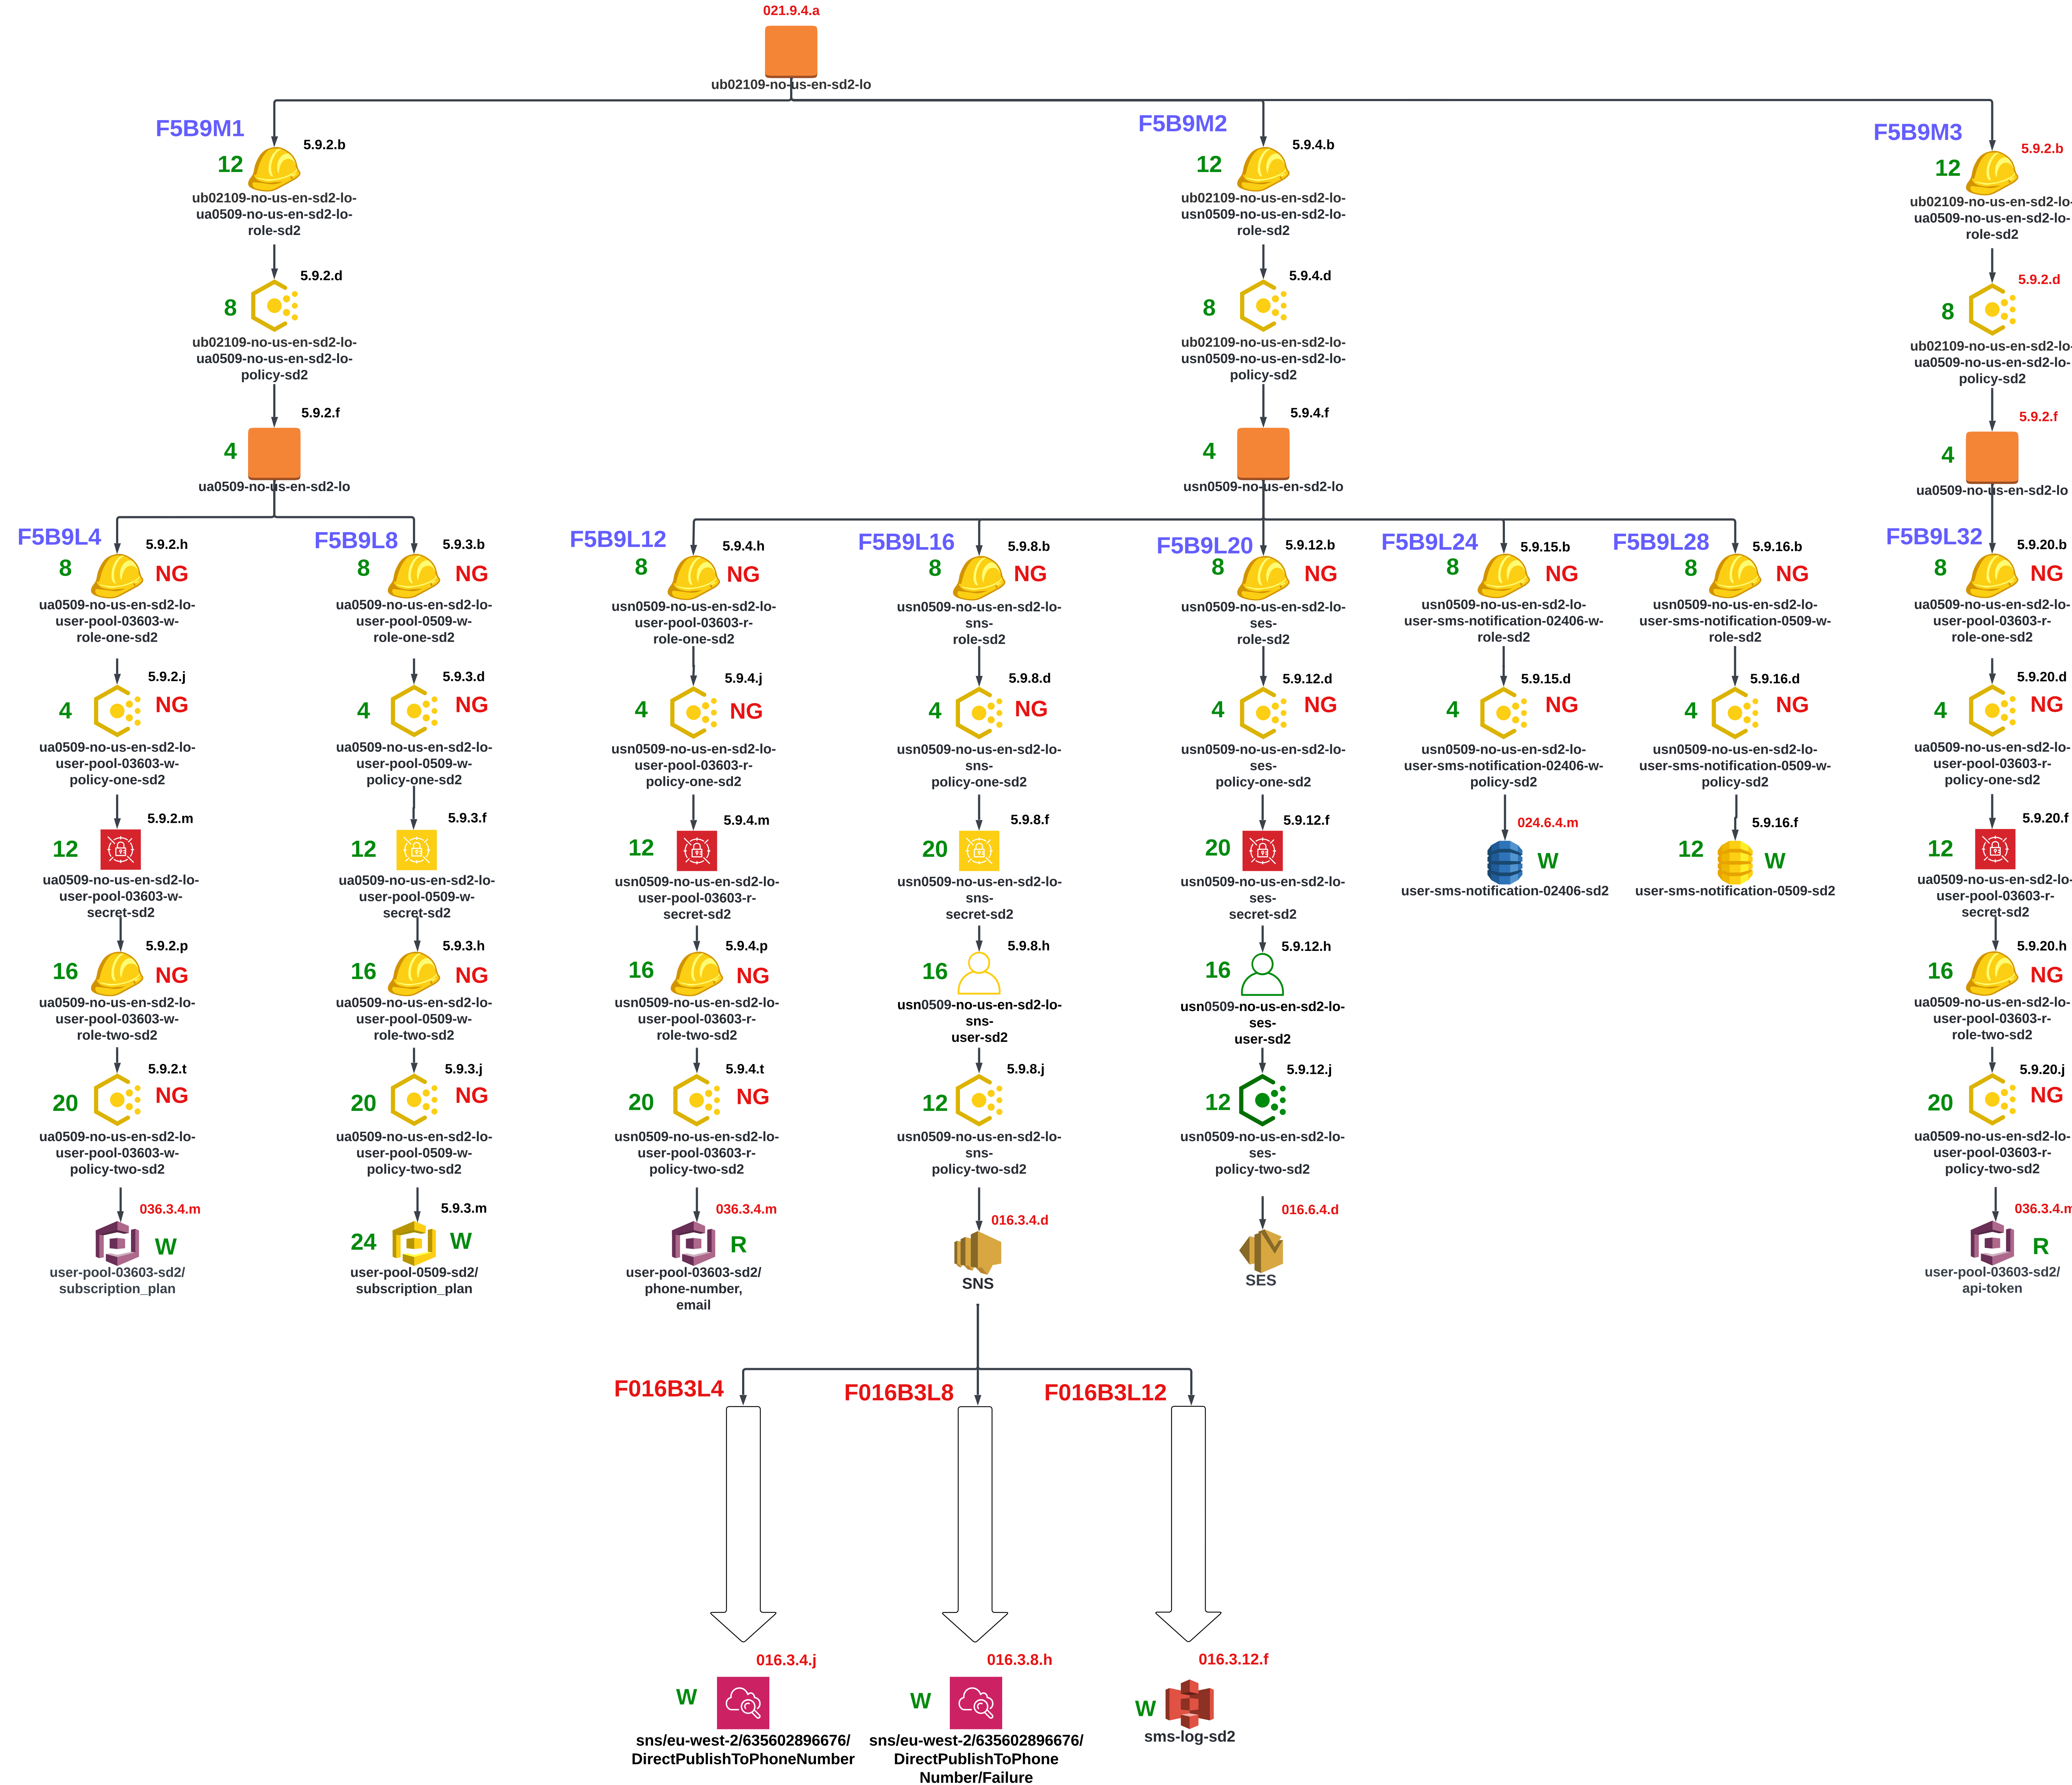 021.9.4.a
ub02109-no-us-en-sd2-lo
F5B9M1
5.9.2.b
12
ub02109-no-us-en-sd2-lo-
ua0509-no-us-en-sd2-lo-
role-sd2
5.9.2.d
8
ub02109-no-us-en-sd2-lo-
ua0509-no-us-en-sd2-lo-
policy-sd2
5.9.2.f
4
ua0509-no-us-en-sd2-lo
F5B9M2
5.9.4.b
12
ub02109-no-us-en-sd2-lo-
usn0509-no-us-en-sd2-lo-
role-sd2
5.9.4.d
8
ub02109-no-us-en-sd2-lo-
usn0509-no-us-en-sd2-lo-
policy-sd2
5.9.4.f
4
usn0509-no-us-en-sd2-lo
F5B9M3
5.9.2.b
12
ub02109-no-us-en-sd2-lo-
ua0509-no-us-en-sd2-lo-
role-sd2
5.9.2.d
8
ub02109-no-us-en-sd2-lo-
ua0509-no-us-en-sd2-lo-
policy-sd2
5.9.2.f
4
ua0509-no-us-en-sd2-lo
F5B9L4
5.9.2.h
8
NG
ua0509-no-us-en-sd2-lo-
user-pool-03603-w-
role-one-sd2
5.9.2.j
4
NG
ua0509-no-us-en-sd2-lo-
user-pool-03603-w-
policy-one-sd2
5.9.2.m
12
ua0509-no-us-en-sd2-lo-
user-pool-03603-w-
secret-sd2
5.9.2.p
16
NG
ua0509-no-us-en-sd2-lo-
user-pool-03603-w-
role-two-sd2
5.9.2.t
20
NG
ua0509-no-us-en-sd2-lo-
user-pool-03603-w-
policy-two-sd2
036.3.4.m
W
user-pool-03603-sd2/
subscription_plan
F5B9L8
5.9.3.b
8
NG
ua0509-no-us-en-sd2-lo-
user-pool-0509-w-
role-one-sd2
5.9.3.d
4
NG
ua0509-no-us-en-sd2-lo-
user-pool-0509-w-
policy-one-sd2
5.9.3.f
12
ua0509-no-us-en-sd2-lo-
user-pool-0509-w-
secret-sd2
5.9.3.h
16
NG
ua0509-no-us-en-sd2-lo-
user-pool-0509-w-
role-two-sd2
5.9.3.j
20
NG
ua0509-no-us-en-sd2-lo-
user-pool-0509-w-
policy-two-sd2
5.9.3.m
24
W
user-pool-0509-sd2/
subscription_plan
F5B9L12
5.9.4.h
8
NG
usn0509-no-us-en-sd2-lo-
user-pool-03603-r-
role-one-sd2
5.9.4.j
4
NG
usn0509-no-us-en-sd2-lo-
user-pool-03603-r-
policy-one-sd2
5.9.4.m
12
usn0509-no-us-en-sd2-lo-
user-pool-03603-r-
secret-sd2
5.9.4.p
16
NG
usn0509-no-us-en-sd2-lo-
user-pool-03603-r-
role-two-sd2
5.9.4.t
20
NG
usn0509-no-us-en-sd2-lo-
user-pool-03603-r-
policy-two-sd2
036.3.4.m
R
user-pool-03603-sd2/
phone-number,
email
F5B9L16
5.9.8.b
8
NG
usn0509-no-us-en-sd2-lo-
sns-
role-sd2
5.9.8.d
4
NG
usn0509-no-us-en-sd2-lo-
sns-
policy-one-sd2
5.9.8.f
20
usn0509-no-us-en-sd2-lo-
sns-
secret-sd2
5.9.8.h
16
usn0509-no-us-en-sd2-lo-
sns-
user-sd2
5.9.8.j
12
usn0509-no-us-en-sd2-lo-
sns-
policy-two-sd2
016.3.4.d
SNS
F5B9L20
5.9.12.b
8
NG
usn0509-no-us-en-sd2-lo-
ses-
role-sd2
5.9.12.d
4
NG
usn0509-no-us-en-sd2-lo-
ses-
policy-one-sd2
5.9.12.f
20
usn0509-no-us-en-sd2-lo-
ses-
secret-sd2
5.9.12.h
16
usn0509-no-us-en-sd2-lo-
ses-
user-sd2
5.9.12.j
12
usn0509-no-us-en-sd2-lo-
ses-
policy-two-sd2
016.6.4.d
SES
F5B9L24
5.9.15.b
8
NG
usn0509-no-us-en-sd2-lo-
user-sms-notification-02406-w-
role-sd2
5.9.15.d
4
NG
usn0509-no-us-en-sd2-lo-
user-sms-notification-02406-w-
policy-sd2
024.6.4.m
W
user-sms-notification-02406-sd2
F5B9L28
5.9.16.b
8
NG
usn0509-no-us-en-sd2-lo-
user-sms-notification-0509-w-
role-sd2
5.9.16.d
4
NG
usn0509-no-us-en-sd2-lo-
user-sms-notification-0509-w-
policy-sd2
5.9.16.f
12
W
user-sms-notification-0509-sd2
F5B9L32
5.9.20.b
8
NG
ua0509-no-us-en-sd2-lo-
user-pool-03603-r-
role-one-sd2
5.9.20.d
4
NG
ua0509-no-us-en-sd2-lo-
user-pool-03603-r-
policy-one-sd2
5.9.20.f
12
ua0509-no-us-en-sd2-lo-
user-pool-03603-r-
secret-sd2
5.9.20.h
16
NG
ua0509-no-us-en-sd2-lo-
user-pool-03603-r-
role-two-sd2
5.9.20.j
20
NG
ua0509-no-us-en-sd2-lo-
user-pool-03603-r-
policy-two-sd2
036.3.4.m
R
user-pool-03603-sd2/
api-token
F016B3L4
F016B3L8
F016B3L12
016.3.4.j
W
sns/eu-west-2/635602896676/
DirectPublishToPhoneNumber
016.3.8.h
W
sns/eu-west-2/635602896676/
DirectPublishToPhone
Number/Failure
016.3.12.f
W
sms-log-sd2